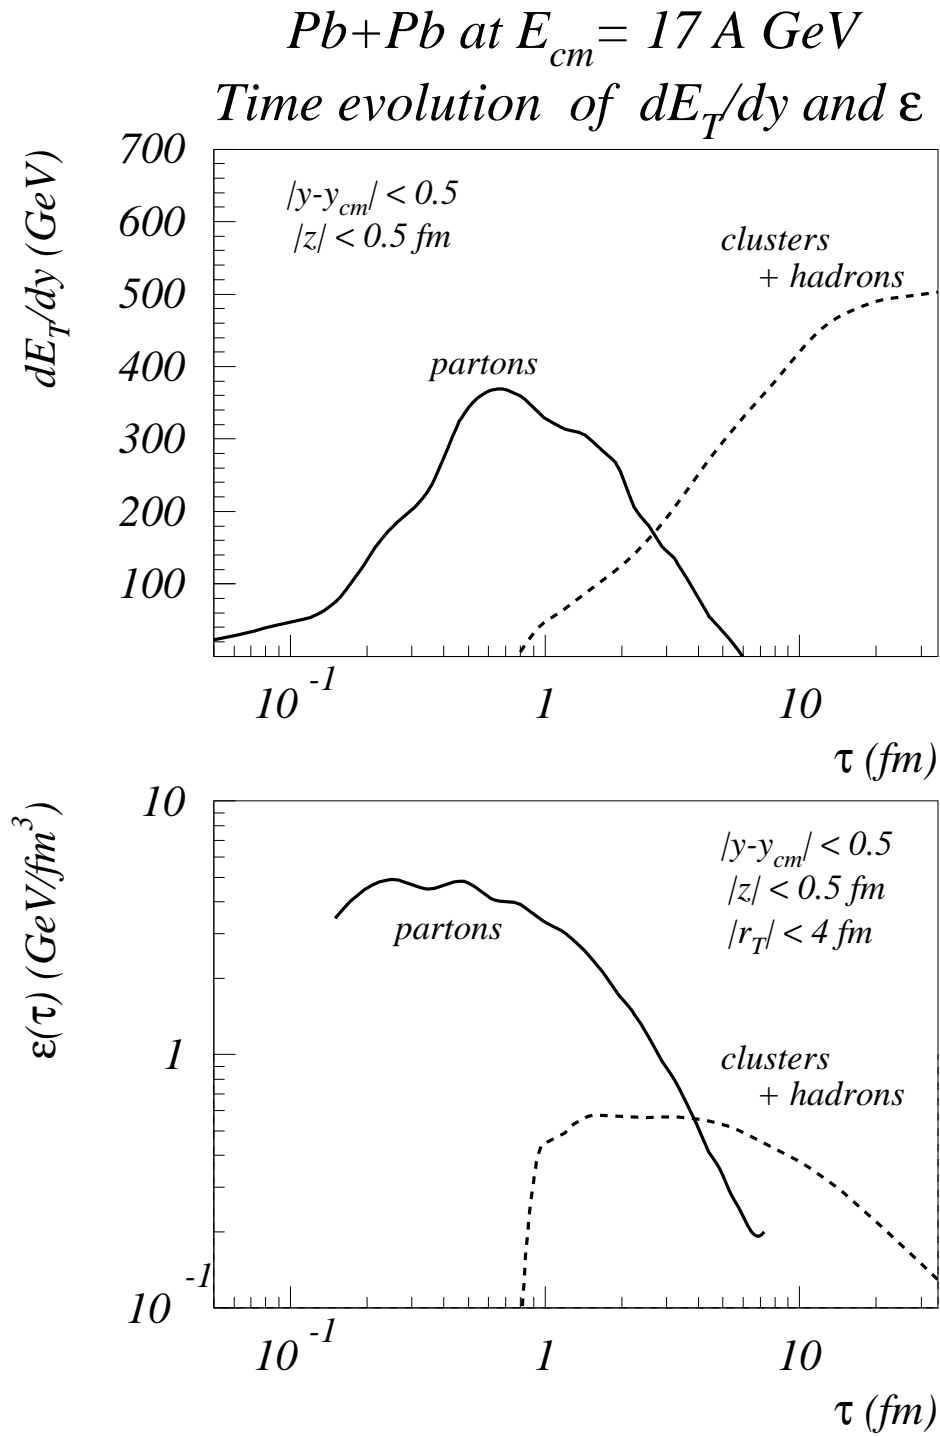 Pb+Pb at E_cm = 17 A GeV
Time evolution of dE_T/dy and ε
dE_T/dy (GeV)
700
600
500
400
300
200
100
|y-y_cm| < 0.5
|z| < 0.5 fm
clusters
+ hadrons
partons
10^-1
1
10
τ (fm)
ε(τ) (GeV/fm^3)
10
1
10^-1
|y-y_cm| < 0.5
|z| < 0.5 fm
|r_T| < 4 fm
partons
clusters
+ hadrons
10^-1
1
10
τ (fm)